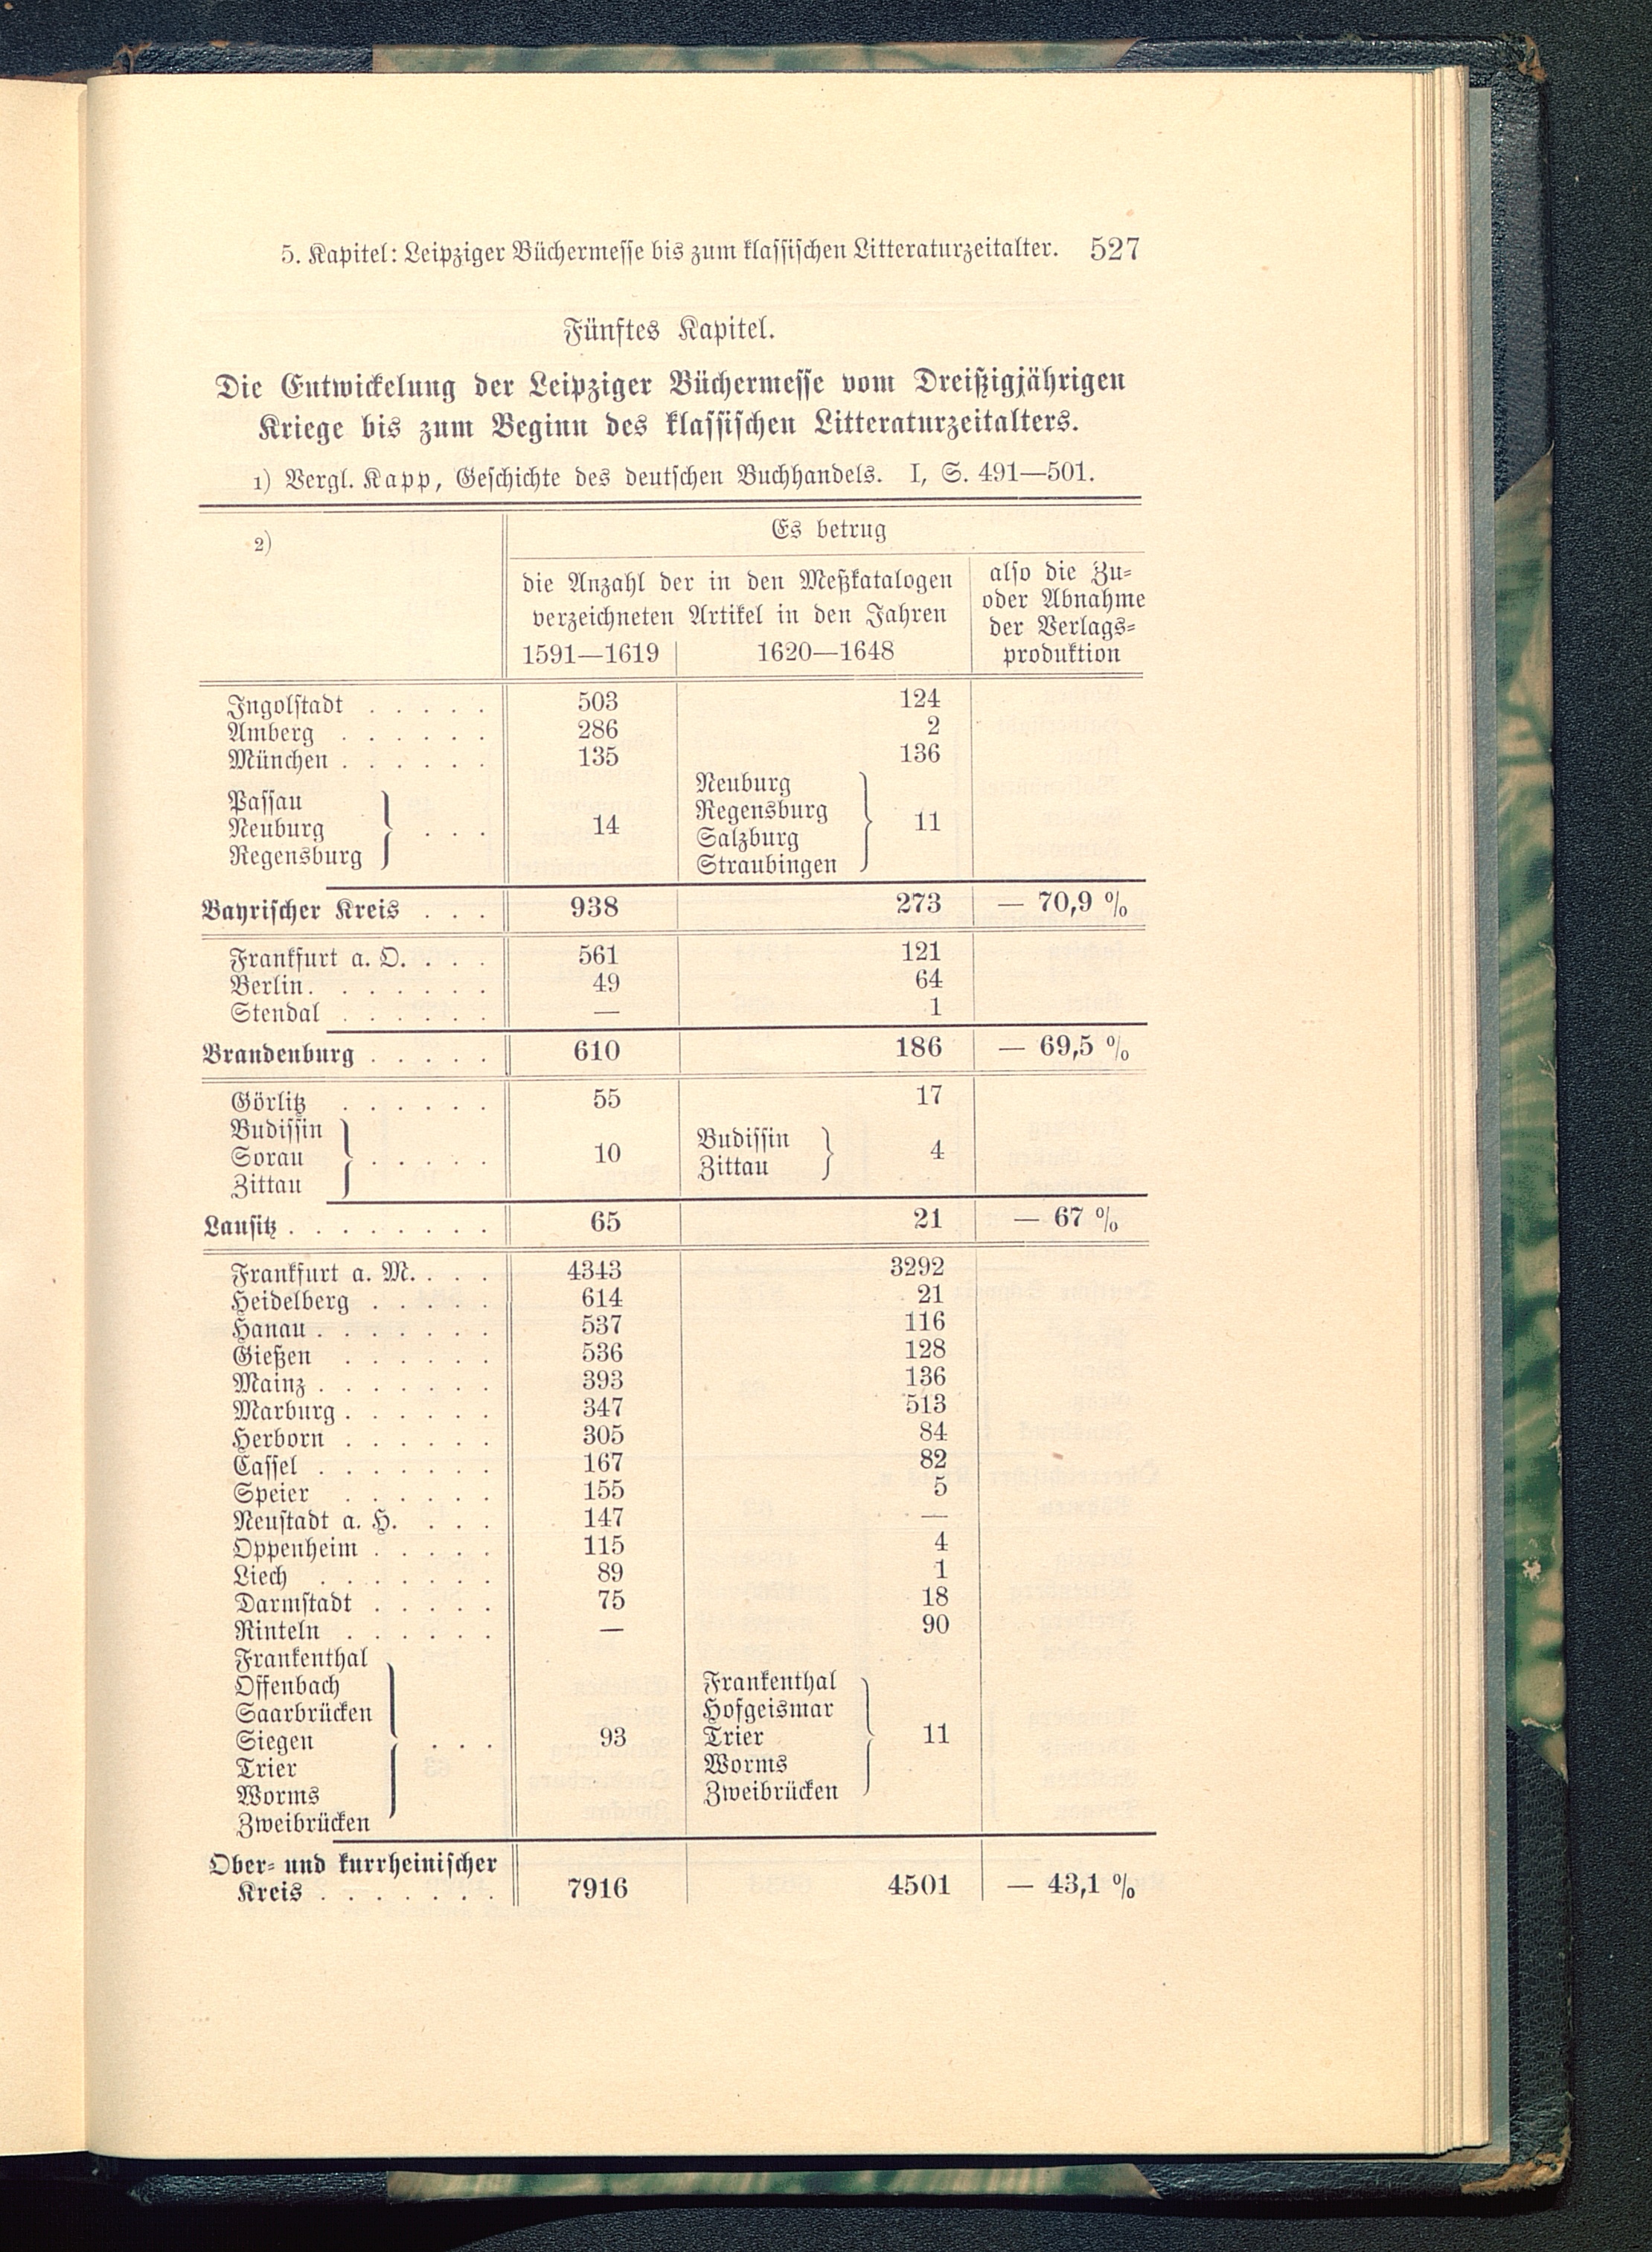 5. Kapitel: Leipziger Büchermesse bis zum klassischen Litteraturzeitalter. 527
Fünftes Kapitel.
Die Entwickelung der Leipziger Büchermesse vom Dreißigjährigen
Kriege bis zum Beginn des klassischen Litteraturzeitalters.
1) Vergl. Kapp, Geschichte des deutschen Buchhandels. I, S. 491—501.
2)
Es betrug
die Anzahl der in den Meßkatalogen
verzeichneten Artikel in den Jahren
1591—1619 1620—1648
also die Zu-
oder Abnahme
der Verlags-
produktion
Ingolstadt . . . . . 503 124
Amberg . . . . . . 286 2
München . . . . . . 135 136
Passau
Neuburg
Regensburg
. . . 14
Neuburg
Regensburg
Salzburg
Straubingen
11
Bayrischer Kreis . . . 938 273 — 70,9 %
Frankfurt a. O. . . . 561 121
Berlin. . . . . . . 49 64
Stendal . . . . . . — 1
Brandenburg . . . . . 610 186 — 69,5 %
Görlitz . . . . . . 55 17
Budissin
Sorau
Zittau
. . . . . 10
Budissin
Zittau
4
Lausitz . . . . . . . . 65 21 — 67 %
Frankfurt a. M. . . . 4343 3292
Heidelberg . . . . . 614 21
Hanau . . . . . . . 537 116
Gießen . . . . . . 536 128
Mainz . . . . . . . 393 136
Marburg . . . . . . 347 513
Herborn . . . . . . 305 84
Cassel . . . . . . . 167 82
Speier . . . . . . 155 5
Neustadt a. H. . . . 147 —
Oppenheim . . . . . 115 4
Liech . . . . . . . 89 1
Darmstadt . . . . . 75 18
Rinteln . . . . . . — 90
Frankenthal
Offenbach
Saarbrücken
Siegen
Trier
Worms
Zweibrücken
. . . 93
Frankenthal
Hofgeismar
Trier
Worms
Zweibrücken
11
Ober- und kurrheinischer
Kreis . . . . . . . 7916 4501 — 43,1 %